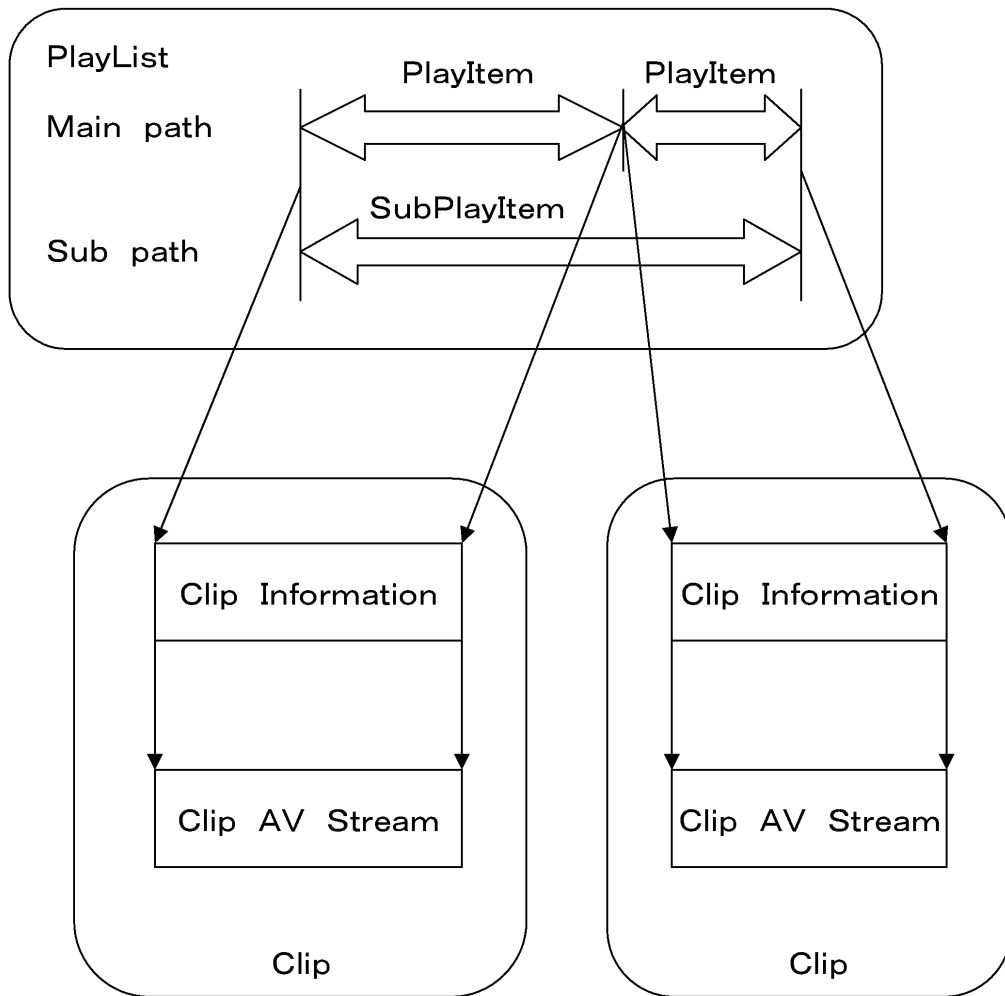 PlayList
PlayItem PlayItem
Main path
SubPlayItem
Sub path
Clip Information Clip Information
Clip AV Stream Clip AV Stream
Clip Clip